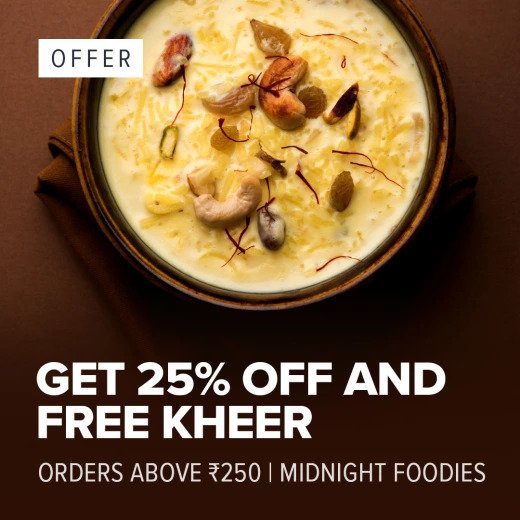 OFFER
GET 25% OFF AND
FREE KHEER
ORDERS ABOVE ₹250 | MIDNIGHT FOODIES